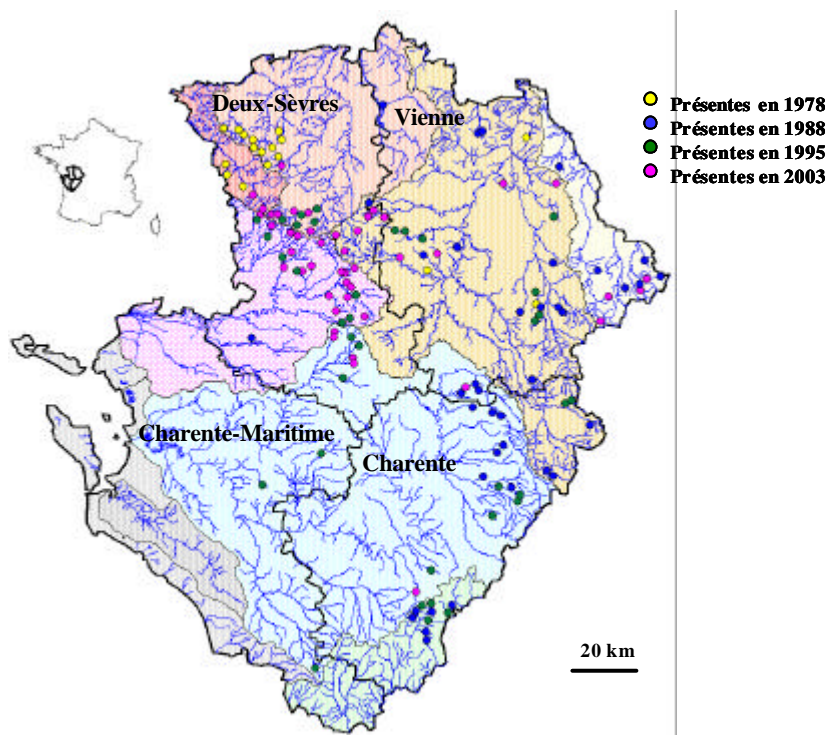 Deux-Sèvres
Vienne
Présentes en 1978
Présentes en 1988
Présentes en 1995
Présentes en 2003
Charente-Maritime
Charente
20 km